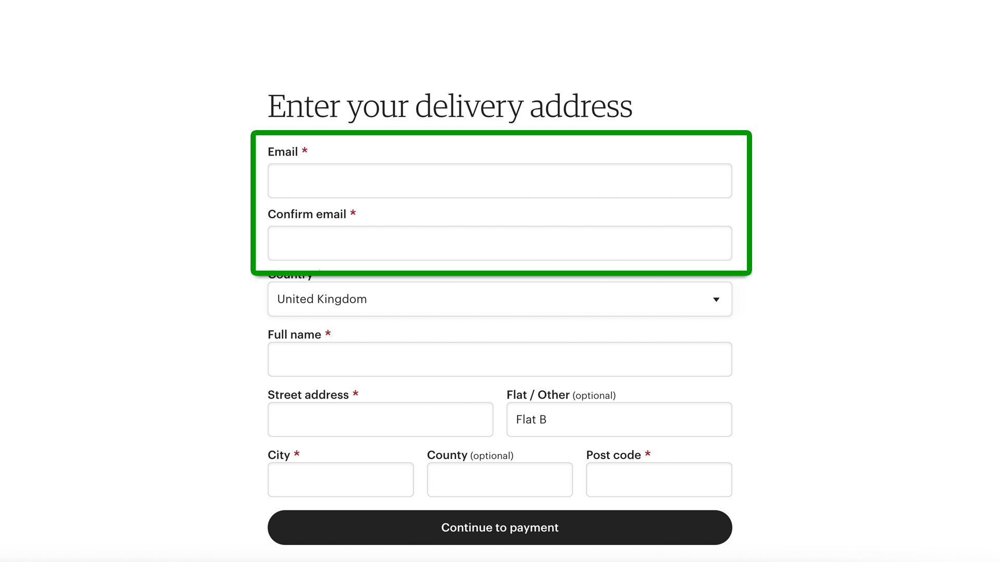 Enter your delivery address
Email *
Confirm email *
Country
United Kingdom
Full name *
Street address * Flat / Other (optional)
Flat B
City * County (optional) Post code *
Continue to payment